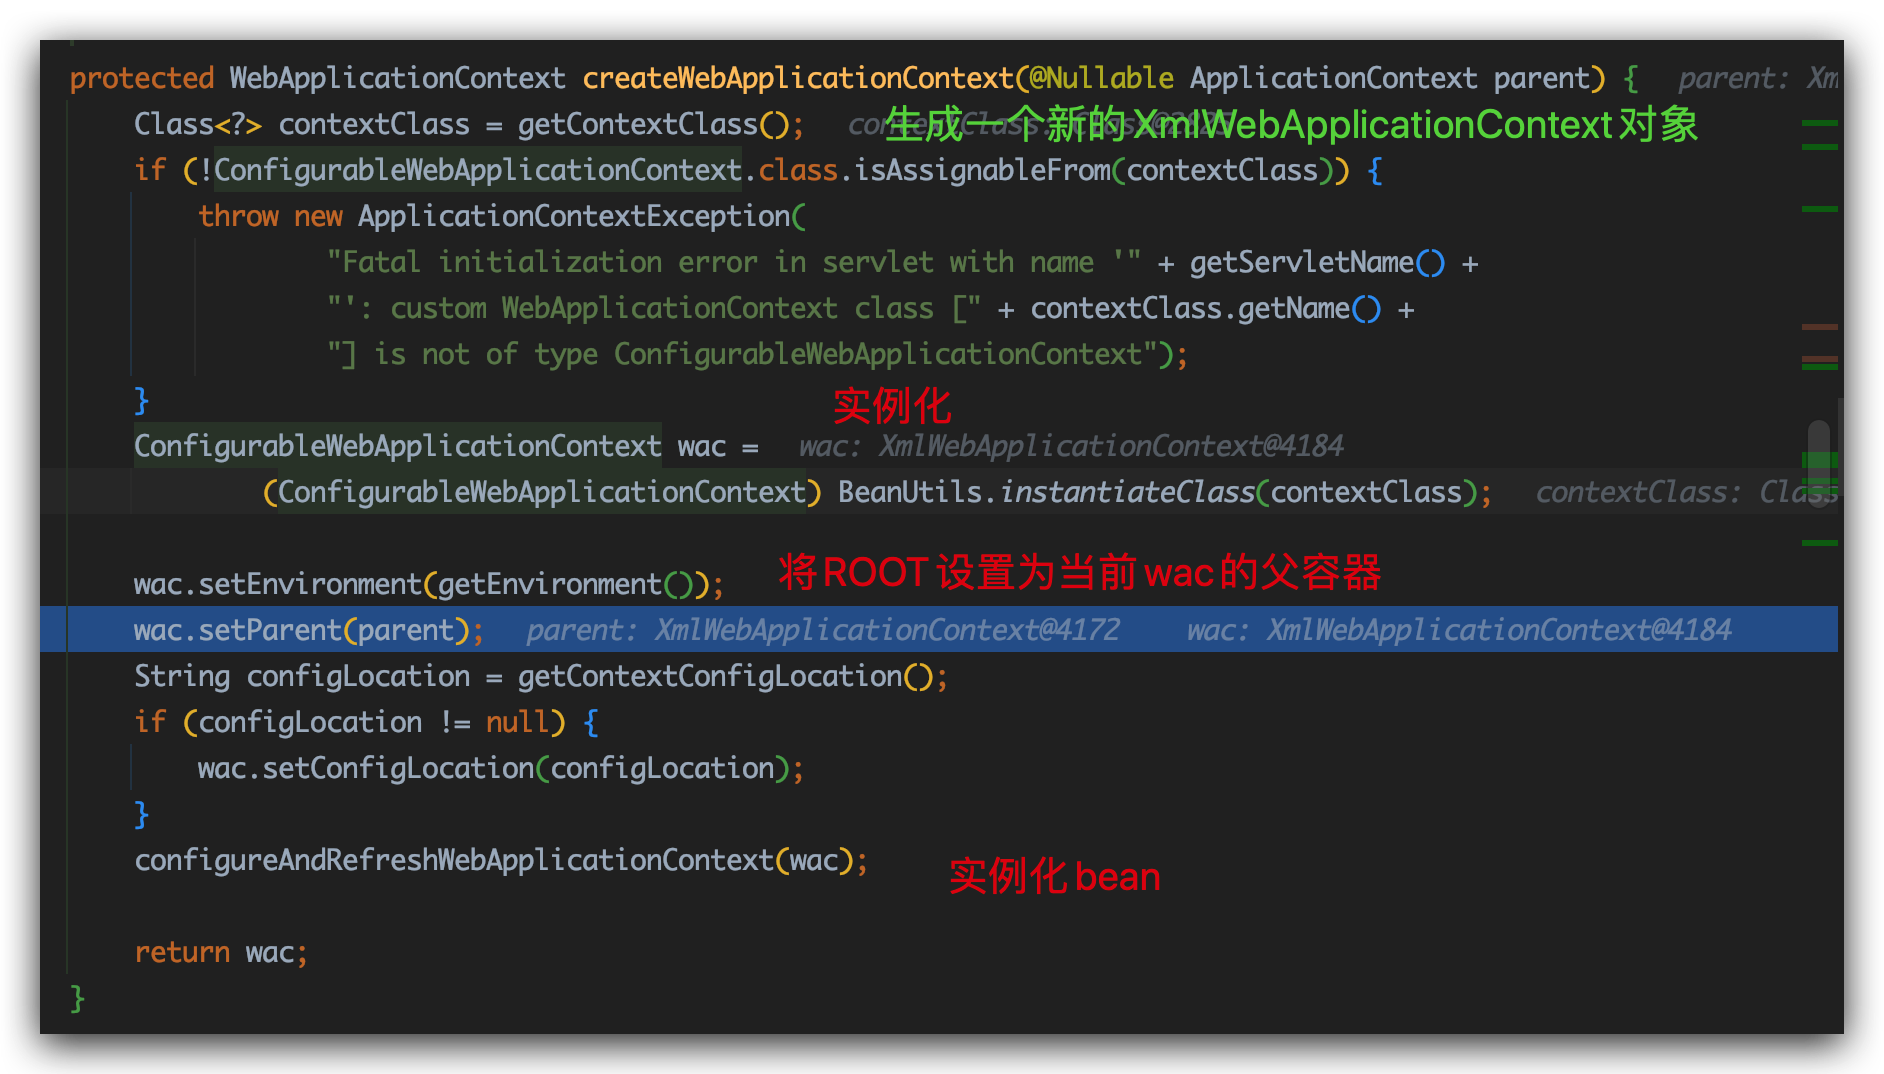 protected WebApplicationContext createWebApplicationContext(@Nullable ApplicationContext parent) { parent: Xm
Class<?> contextClass = getContextClass(); 生成一个新的XmlWebApplicationContext对象
if (!ConfigurableWebApplicationContext.class.isAssignableFrom(contextClass)) {
throw new ApplicationContextException(
"Fatal initialization error in servlet with name '" + getServletName() +
"': custom WebApplicationContext class [" + contextClass.getName() +
"] is not of type ConfigurableWebApplicationContext");
}
实例化
ConfigurableWebApplicationContext wac = wac: XmlWebApplicationContext@4184
(ConfigurableWebApplicationContext) BeanUtils.instantiateClass(contextClass); contextClass: Class
将ROOT设置为当前wac的父容器
wac.setEnvironment(getEnvironment());
wac.setParent(parent); parent: XmlWebApplicationContext@4172 wac: XmlWebApplicationContext@4184
String configLocation = getContextConfigLocation();
if (configLocation != null) {
wac.setConfigLocation(configLocation);
}
configureAndRefreshWebApplicationContext(wac); 实例化bean
return wac;
}